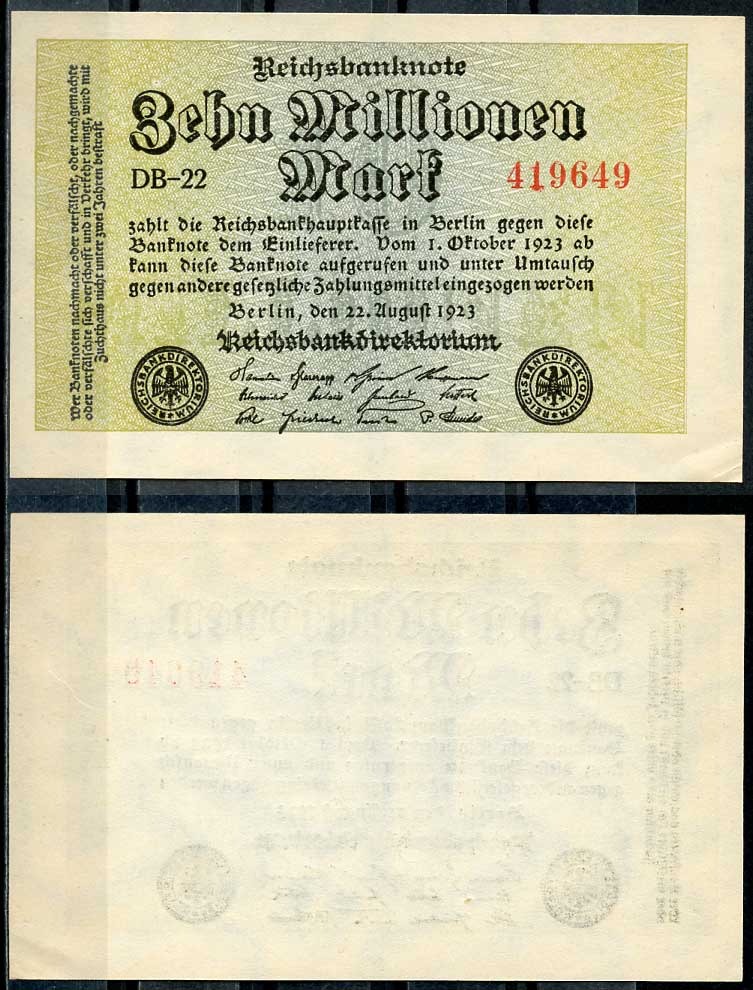 Reichsbanknote
Zehn Millionen
Mark
DB–22
419649
zahlt die Reichsbankhauptkasse in Berlin gegen diese
Banknote dem Einlieferer. Vom 1. Oktober 1923 ab
kann diese Banknote aufgerufen und unter Umtausch
gegen andere gesetzliche Zahlungsmittel eingezogen werden
Berlin, den 22. August 1923
Reichsbankdirektorium
REICHSBANKDIREKTORIUM
REICHSBANKDIREKTORIUM
Wer Banknoten nachmacht oder verfälscht, oder nachgemachte
oder verfälschte sich verschafft und in Verkehr bringt, wird mit
Zuchthaus nicht unter zwei Jahren bestraft